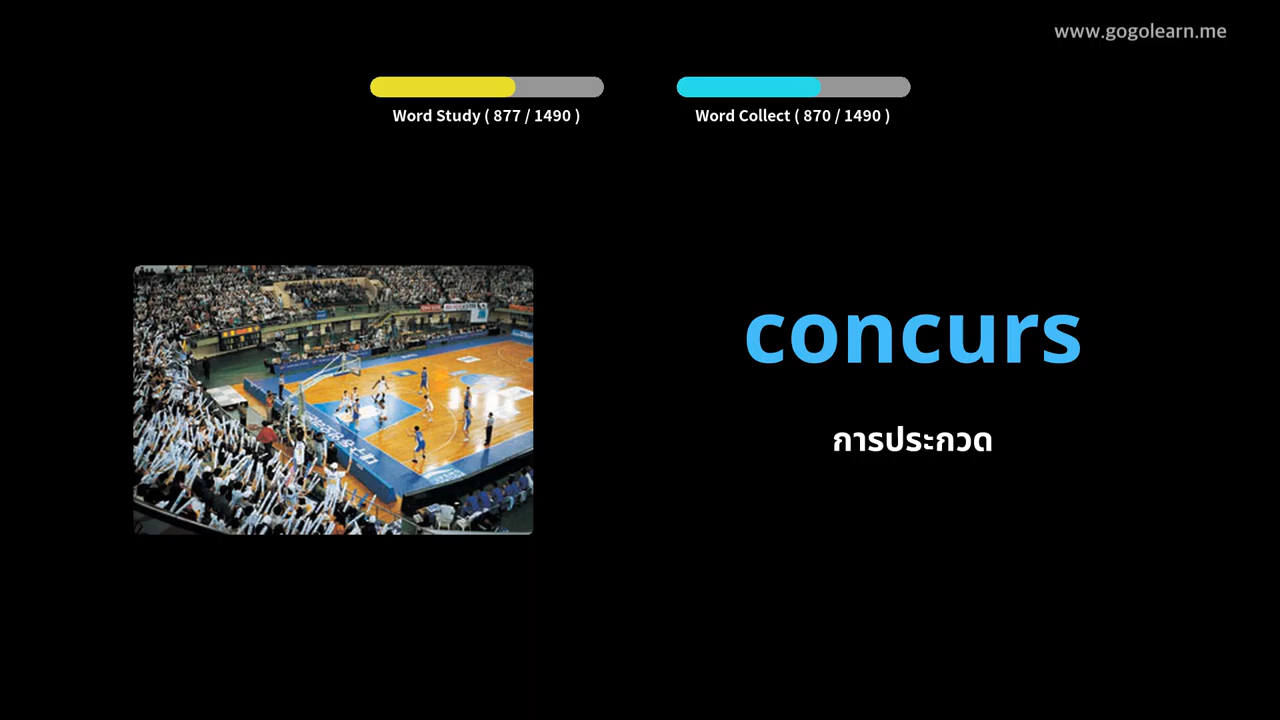 www.gogolearn.me
Word Study ( 877 / 1490 )
Word Collect ( 870 / 1490 )
concurs
การประกวด